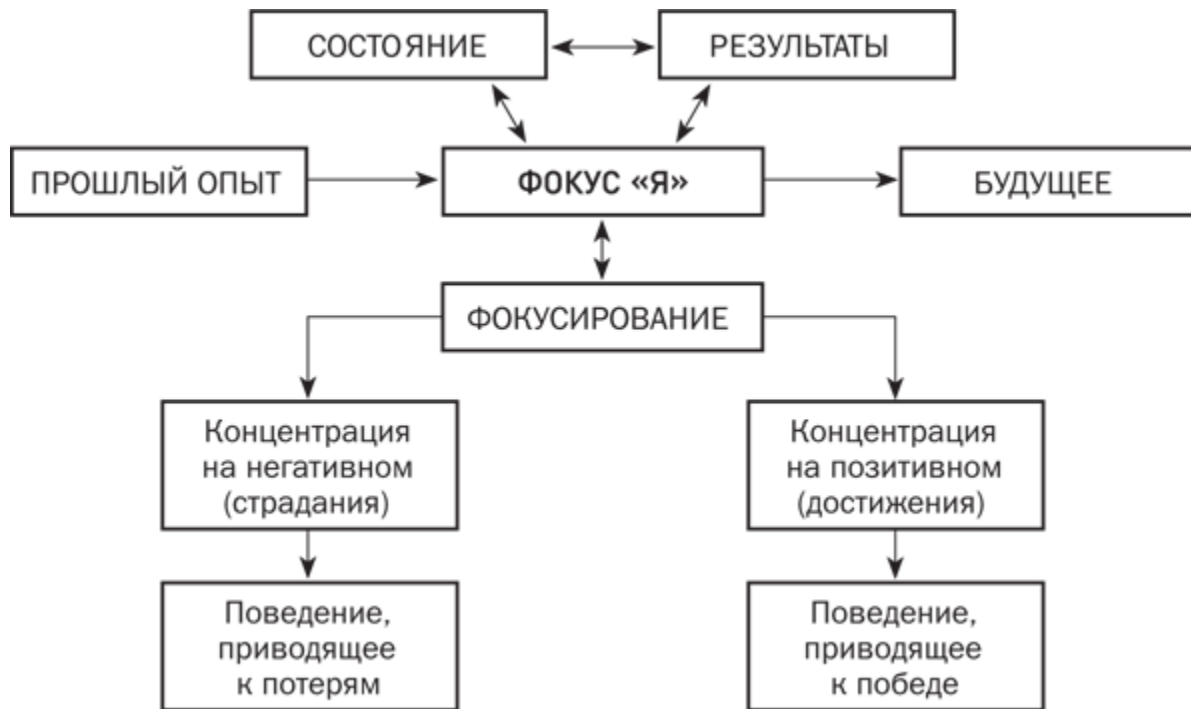 СОСТОЯНИЕ
РЕЗУЛЬТАТЫ
ПРОШЛЫЙ ОПЫТ
ФОКУС «Я»
БУДУЩЕЕ
ФОКУСИРОВАНИЕ
Концентрация
на негативном
(страдания)
Концентрация
на позитивном
(достижения)
Поведение,
приводящее
к потерям
Поведение,
приводящее
к победе